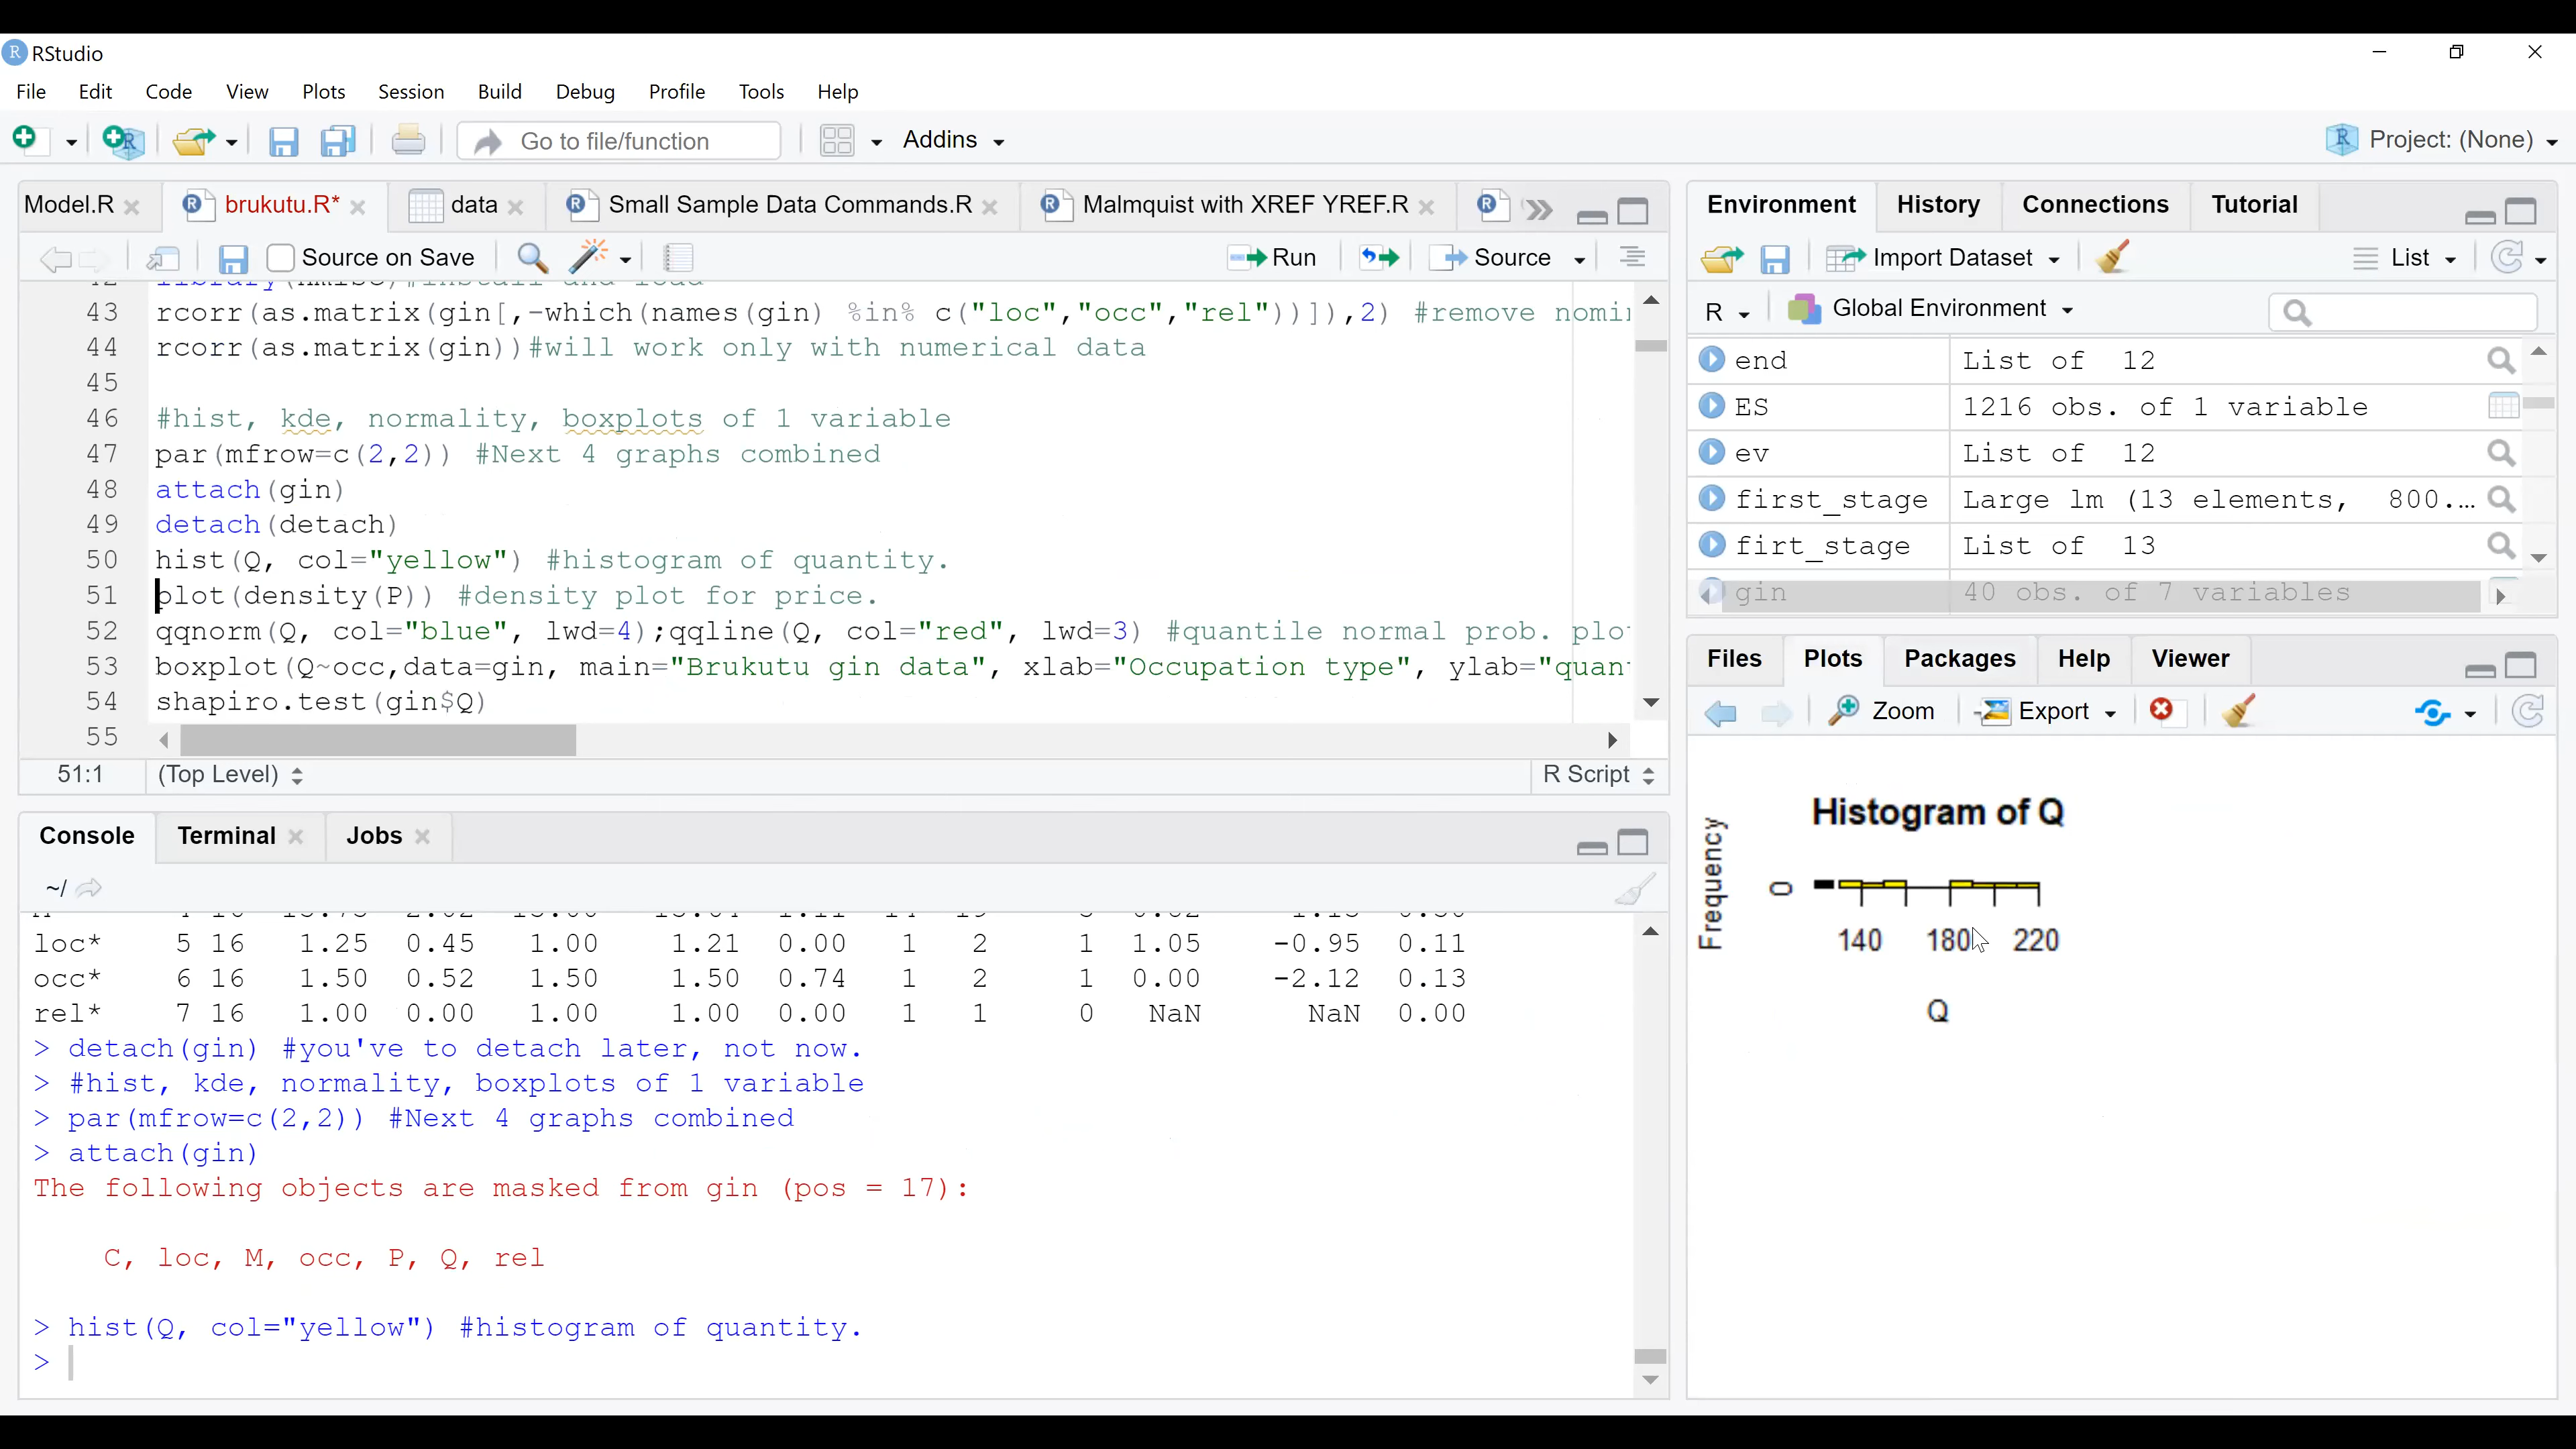 RStudio
File Edit Code View Plots Session Build Debug Profile Tools Help
Go to file/function Addins Project: (None)
Model.R brukutu.R* data Small Sample Data Commands.R Malmquist with XREF YREF.R
Source on Save Run Source
43 rcorr(as.matrix(gin[,-which(names(gin) %in% c("loc","occ","rel"))]),2) #remove
44 rcorr(as.matrix(gin))#will work only with numerical data
45
46 #hist, kde, normality, boxplots of 1 variable
47 par(mfrow=c(2,2)) #Next 4 graphs combined
48 attach(gin)
49 detach(detach)
50 hist(Q, col="yellow") #histogram of quantity.
51 plot(density(P)) #density plot for price.
52 qqnorm(Q, col="blue", lwd=4);qqline(Q, col="red", lwd=3) #quantile normal prob.
53 boxplot(Q~occ,data=gin, main="Brukutu gin data", xlab="Occupation type", ylab="quan
54 shapiro.test(gin$Q)
55
51:1 (Top Level) R Script
Console Terminal Jobs
~/
loc* 5 16 1.25 0.45 1.00 1.21 0.00 1 2 1 1.05 -0.95 0.11
occ* 6 16 1.50 0.52 1.50 1.50 0.74 1 2 1 0.00 -2.12 0.13
rel* 7 16 1.00 0.00 1.00 1.00 0.00 1 1 0 NaN NaN 0.00
> detach(gin) #you've to detach later, not now.
> #hist, kde, normality, boxplots of 1 variable
> par(mfrow=c(2,2)) #Next 4 graphs combined
> attach(gin)
The following objects are masked from gin (pos = 17):
C, loc, M, occ, P, Q, rel
> hist(Q, col="yellow") #histogram of quantity.
>
Environment History Connections Tutorial
Import Dataset List
R Global Environment
end List of 12
ES 1216 obs. of 1 variable
ev List of 12
first_stage Large lm (13 elements, 800....
firt_stage List of 13
gin 40 obs. of 7 variables
Files Plots Packages Help Viewer
Zoom Export
Histogram of Q
Frequency
0
140 180 220
Q